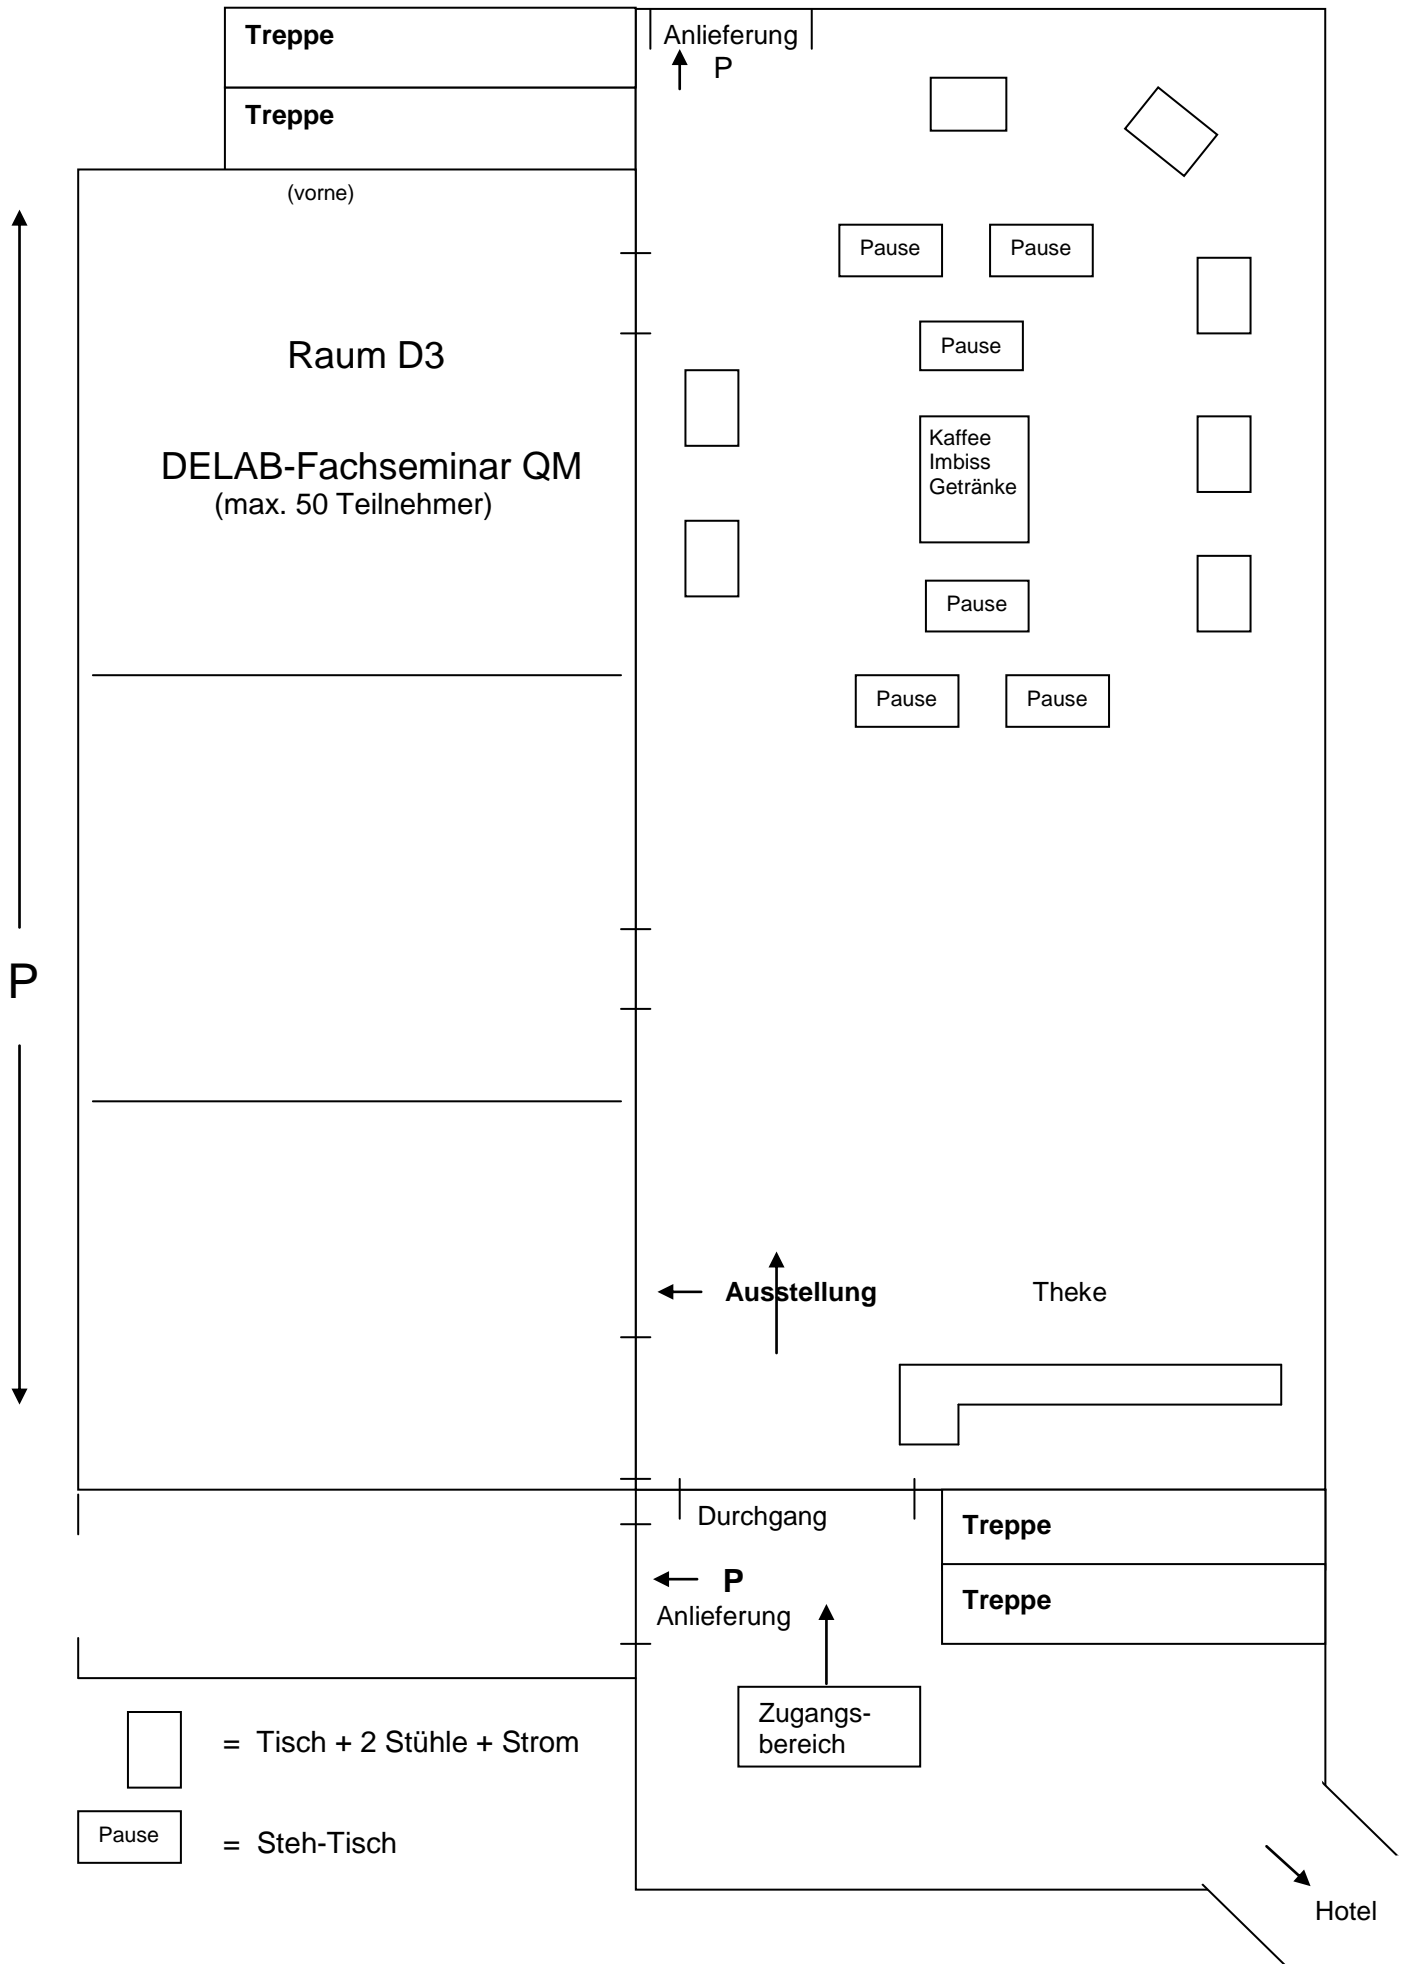 Treppe
Anlieferung
P
Treppe
(vorne)
Pause
Pause
Raum D3
Pause
DELAB-Fachseminar QM
(max. 50 Teilnehmer)
Kaffee
Imbiss
Getränke
Pause
Pause
Pause
P
Ausstellung
Theke
Durchgang
Treppe
P
Anlieferung
Treppe
Zugangs-
bereich
= Tisch + 2 Stühle + Strom
Pause
= Steh-Tisch
Hotel